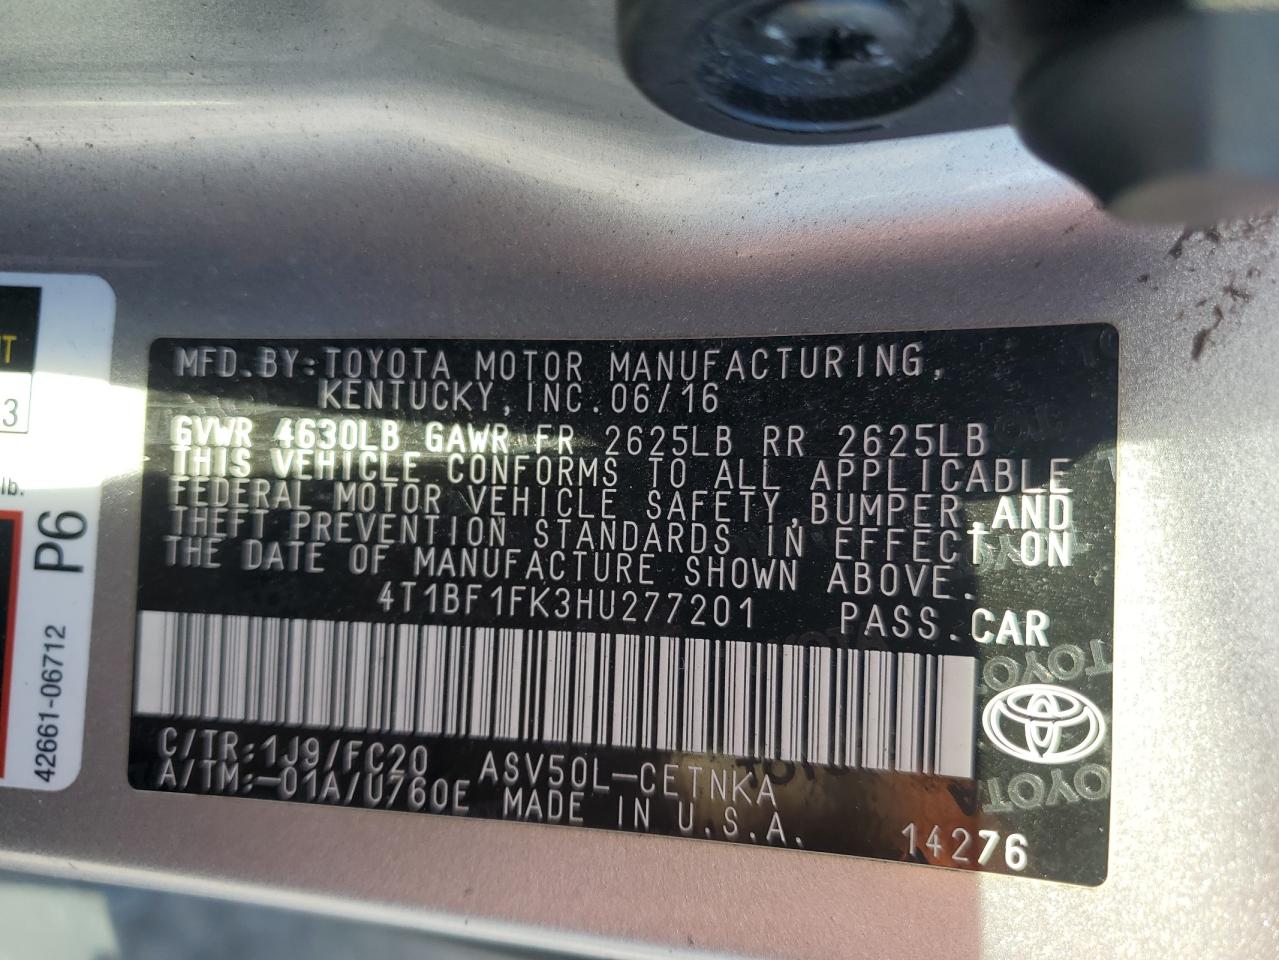 MFD.BY:TOYOTA MOTOR MANUFACTURING,
KENTUCKY,INC.06/16
GVWR 4630LB GAWR FR 2625LB RR 2625LB
THIS VEHICLE CONFORMS TO ALL APPLICABLE
FEDERAL MOTOR VEHICLE SAFETY,BUMPER,AND
THEFT PREVENTION STANDARDS IN EFFECT ON
THE DATE OF MANUFACTURE SHOWN ABOVE.
4T1BF1FK3HU277201 PASS.CAR
C/TR:1J9/FC20 ASV50L-CETNKA
A/TM:-01A/U760E MADE IN U.S.A.
14276
TOYOTA
3
lb.
P6
42661-06712